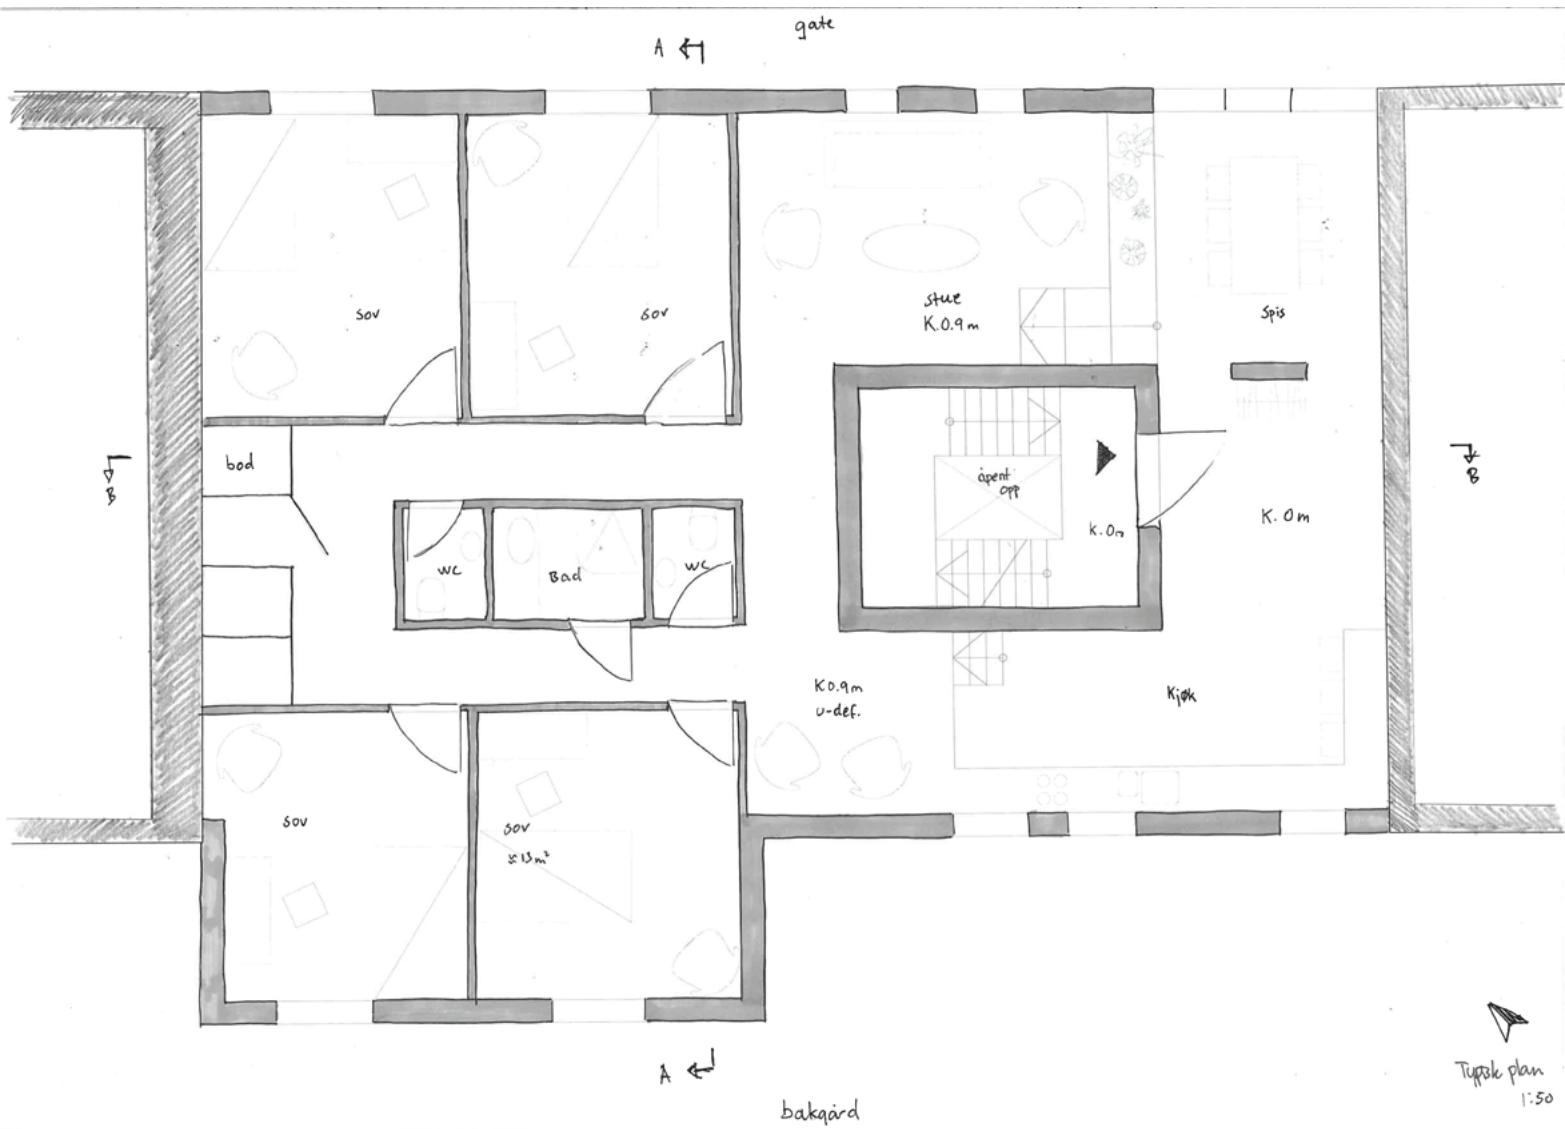 gate
A
sov
sov
stue
K.0.9m
Spis
bod
B
åpent
opp
K.0m
K.0m
B
WC
Bad
WC
K0.9m
u-def.
Kjøk
sov
sov
≈13m²
A
Typisk plan
1:50
bakgård